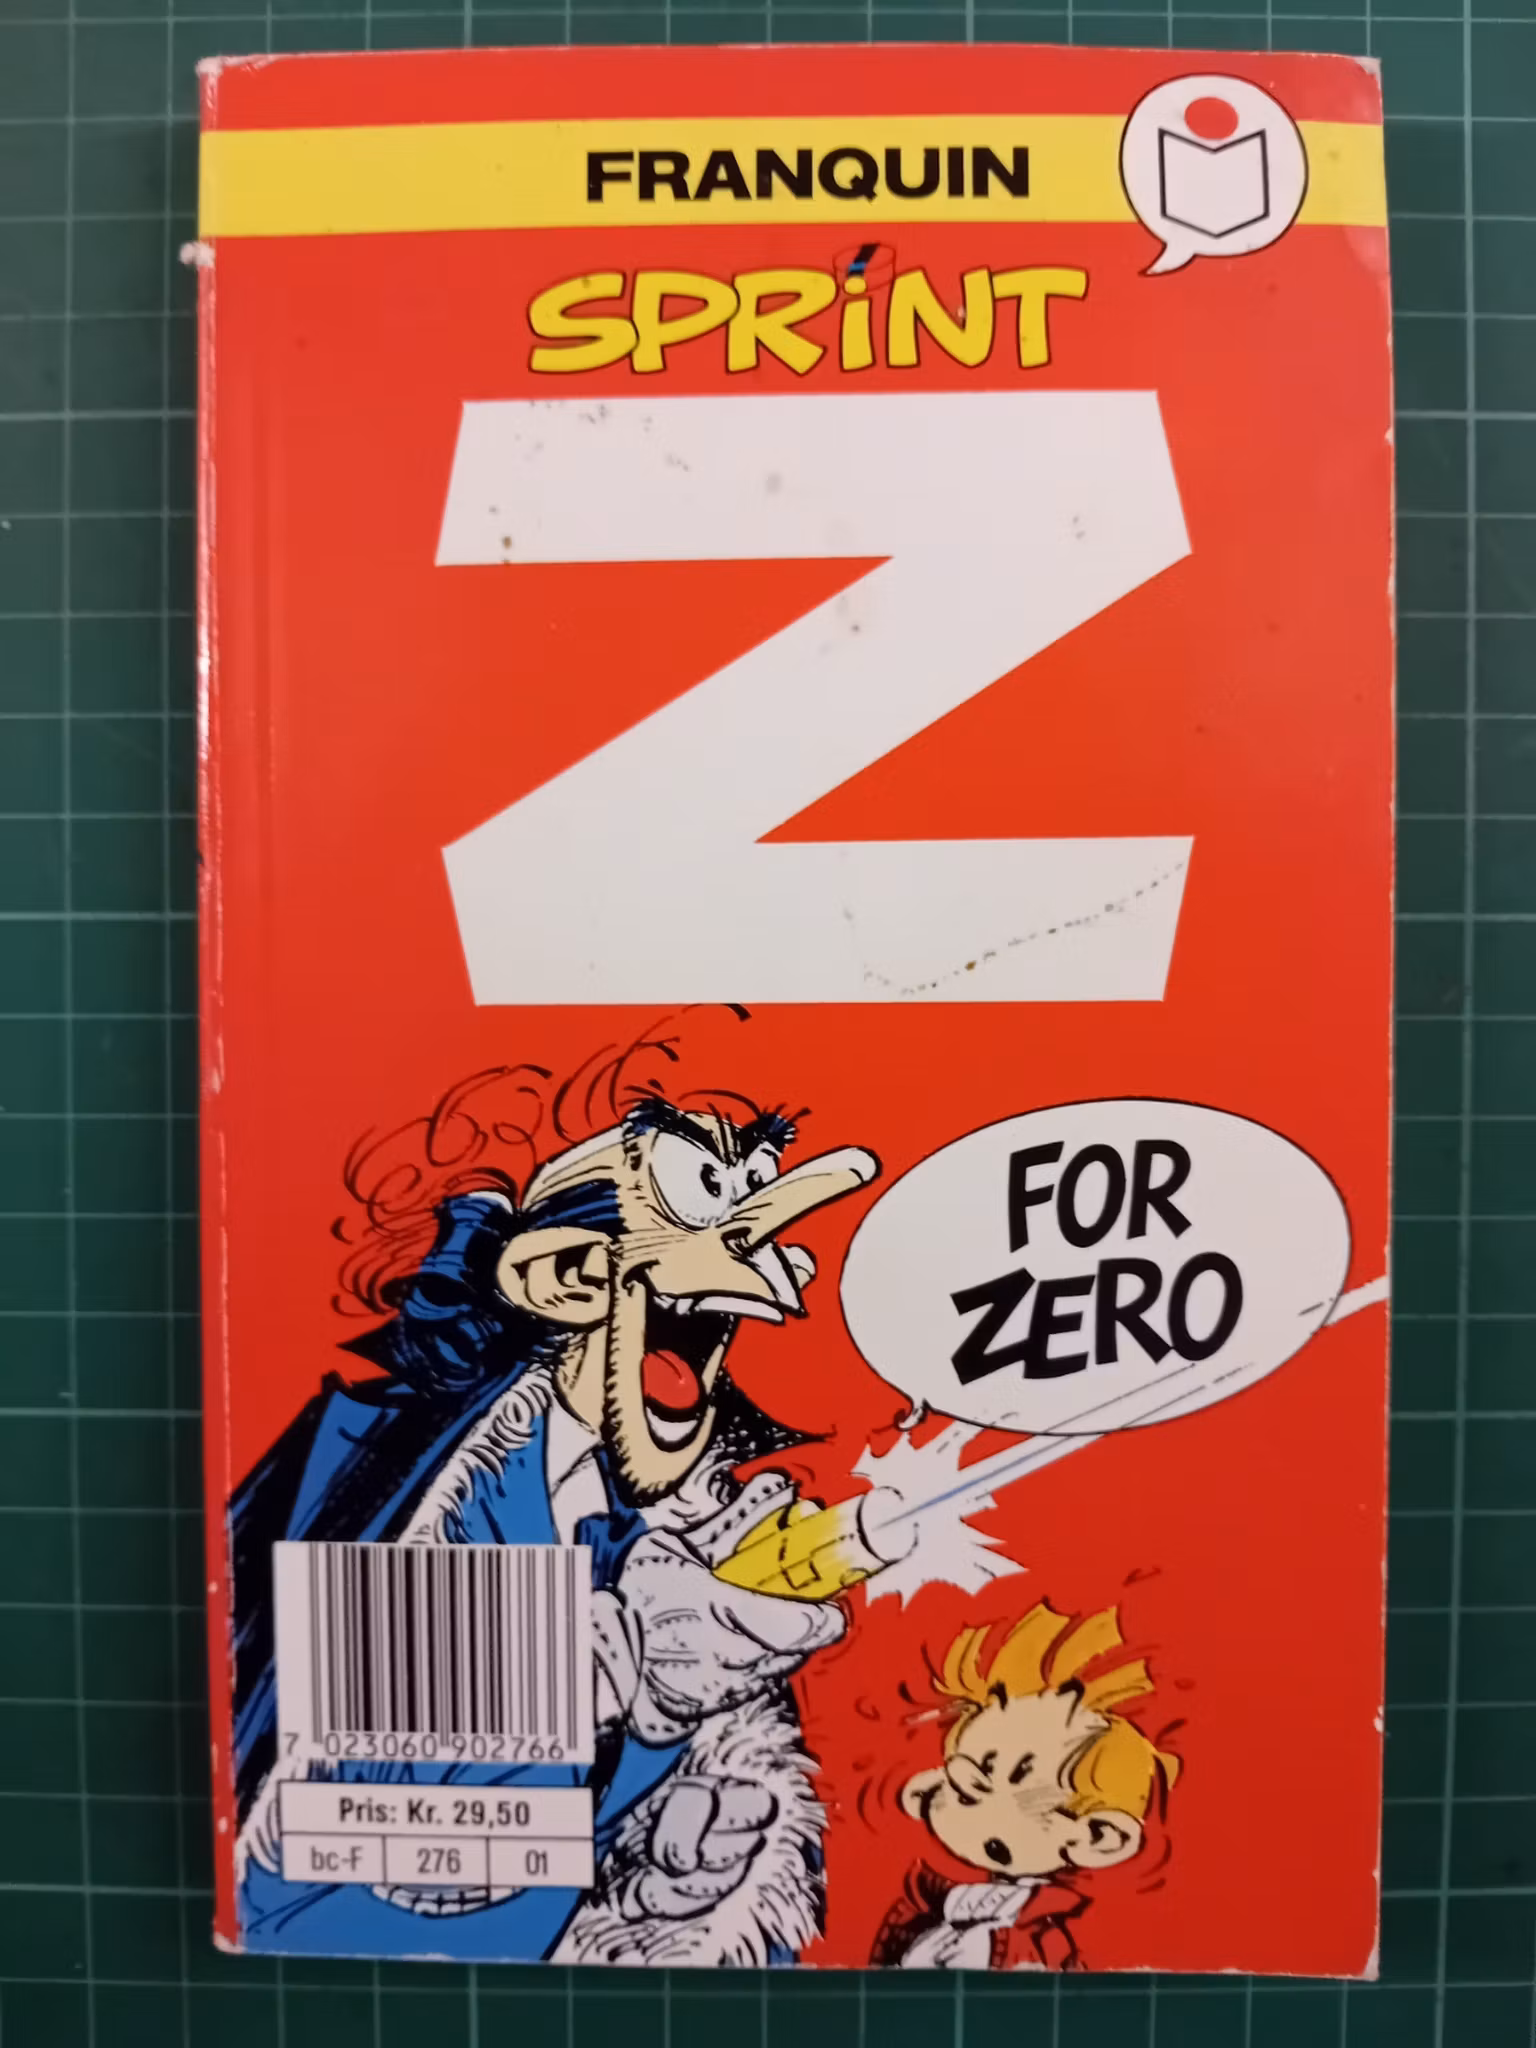 FRANQUIN
SPRiNT
Z
FOR
ZERO
7 023060 902766
Pris: Kr. 29,50
bc-F 276 01